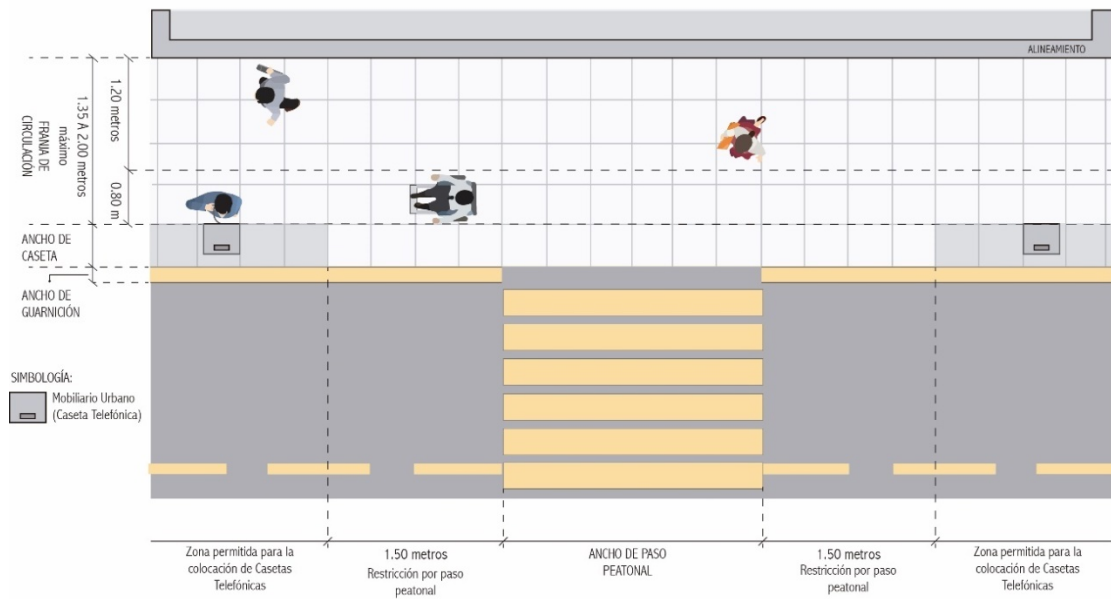 ALINEAMIENTO
1.20 metros
0.80 m
1.35 A 2.00 metros
máximo
FRANJA DE
CIRCULACIÓN
ANCHO DE
CASETA
ANCHO DE
GUARNICIÓN
SIMBOLOGÍA:
Mobiliario Urbano
(Caseta Telefónica)
Zona permitida para la
colocación de Casetas
Telefónicas
1.50 metros
Restricción por paso
peatonal
ANCHO DE PASO
PEATONAL
1.50 metros
Restricción por paso
peatonal
Zona permitida para la
colocación de Casetas
Telefónicas